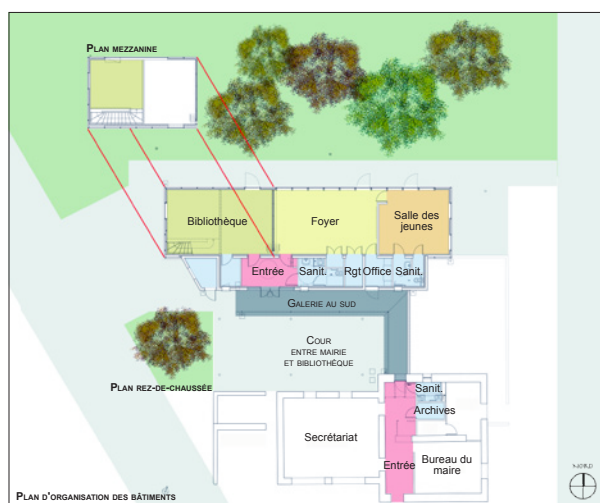 PLAN MEZZANINE
Bibliothèque
Foyer
Salle des
jeunes
Entrée
Sanit.
Rgt
Office
Sanit.
GALERIE AU SUD
COUR
ENTRE MAIRIE
ET BIBLIOTHÈQUE
PLAN REZ-DE-CHAUSSÉE
Sanit.
Archives
Secrétariat
Entrée
Bureau du
maire
PLAN D'ORGANISATION DES BÂTIMENTS
NORD